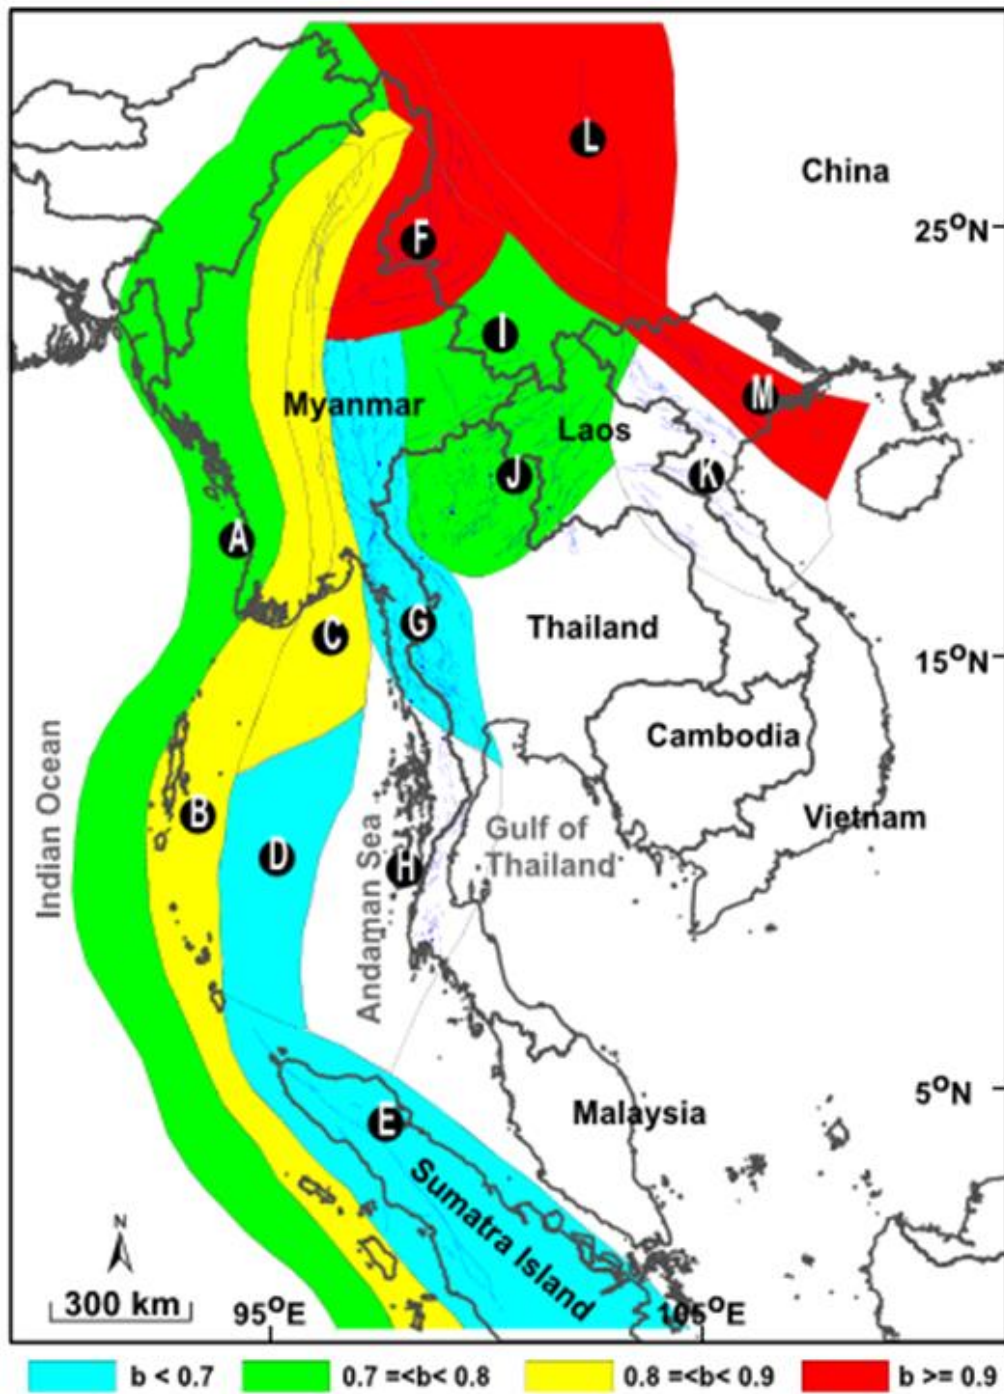 L
China
F
25°N
I
Myanmar
M
Laos
J
K
A
G
C
Thailand
15°N
Cambodia
Indian Ocean
B
Vietnam
Gulf of
Thailand
D
H
Andaman Sea
5°N
Malaysia
E
Sumatra Island
N
300 km
95°E
105°E
b < 0.7
0.7 =<b< 0.8
0.8 =<b< 0.9
b >= 0.9